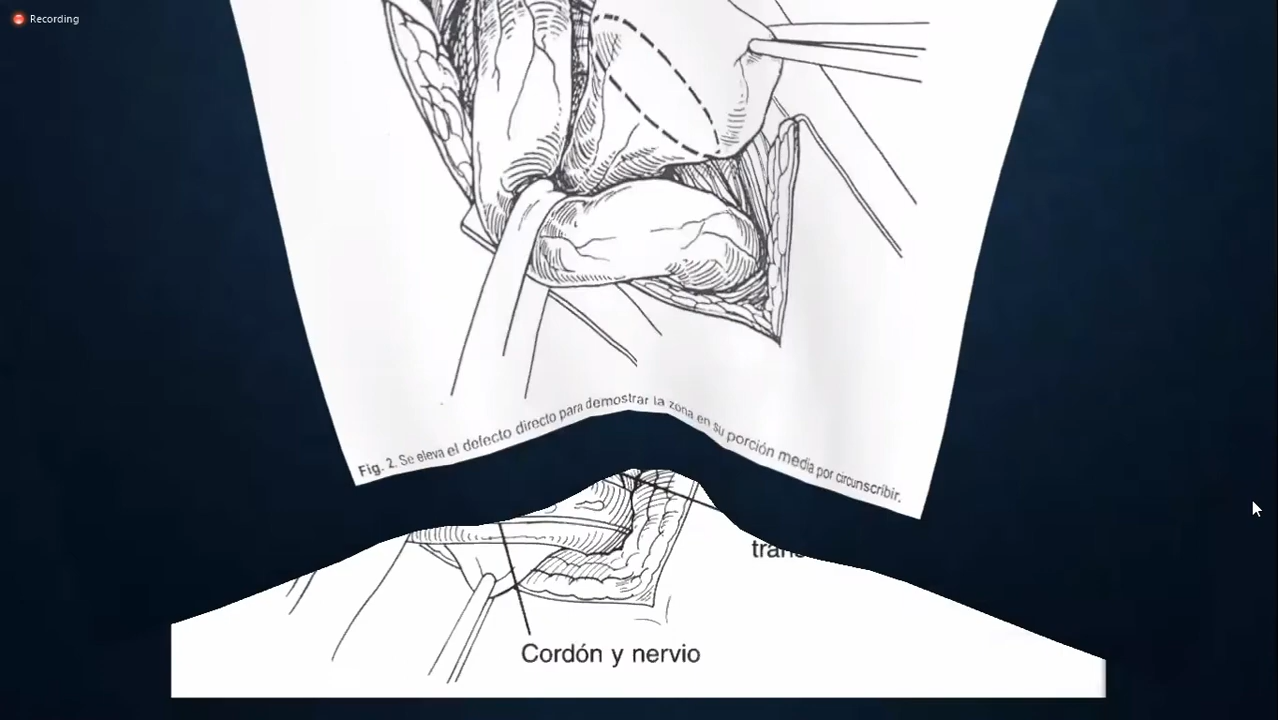 Recording
Fig. 2. Se eleva el defecto directo para demostrar la zona en su porción media por circunscribir.
Cordón y nervio